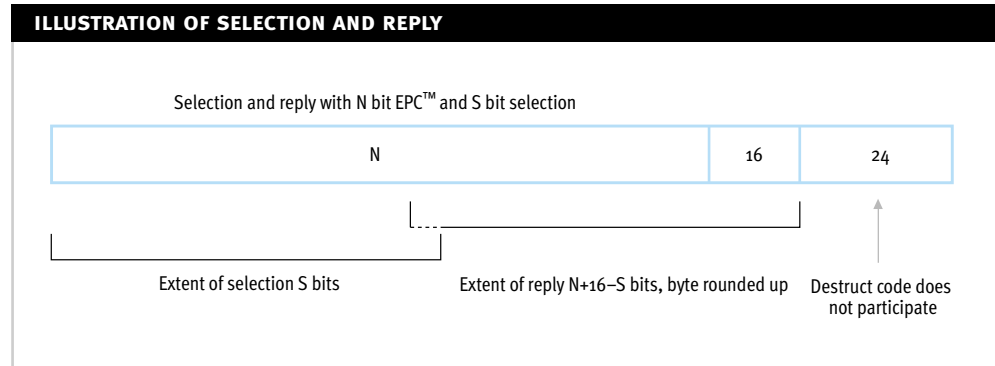 ILLUSTRATION OF SELECTION AND REPLY
Selection and reply with N bit EPC™ and S bit selection
N
16
24
Extent of selection S bits
Extent of reply N+16–S bits, byte rounded up
Destruct code does
not participate